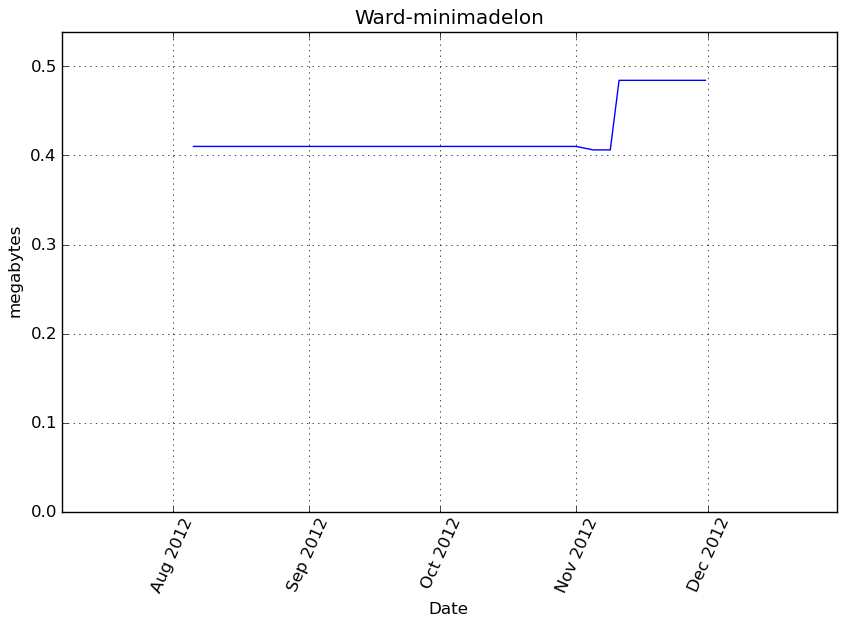 Ward-minimadelon
0.5
0.4
0.3
0.2
0.1
0.0
megabytes
Aug 2012
Sep 2012
Oct 2012
Nov 2012
Dec 2012
Date